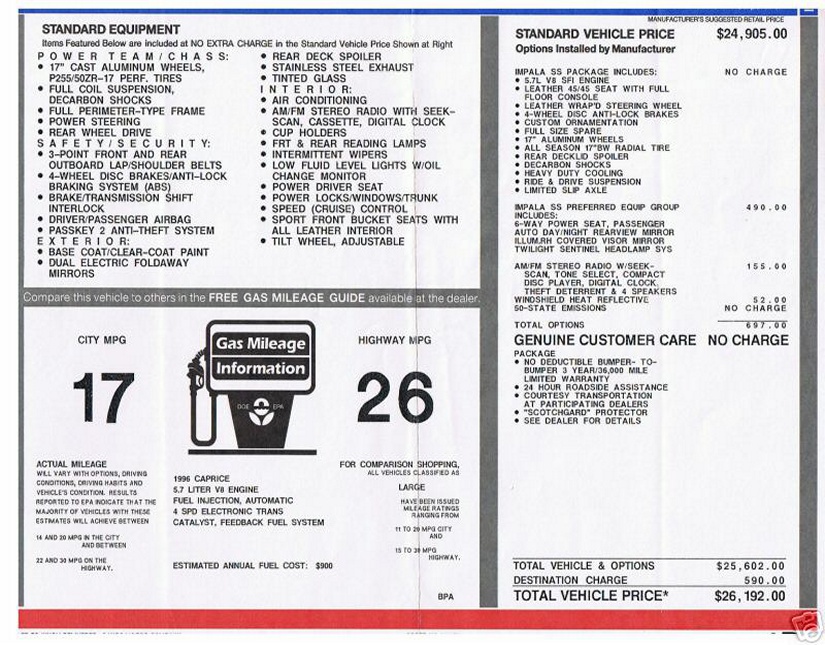 MANUFACTURER'S SUGGESTED RETAIL PRICE
STANDARD EQUIPMENT
Items Featured Below are included at NO EXTRA CHARGE in the Standard Vehicle Price Shown at Right
POWER TEAM/CHASS:
• 17" CAST ALUMINUM WHEELS,
P255/50ZR-17 PERF. TIRES
• FULL COIL SUSPENSION,
DECARBON SHOCKS
• FULL PERIMETER-TYPE FRAME
• POWER STEERING
• REAR WHEEL DRIVE
SAFETY/SECURITY:
• 3-POINT FRONT AND REAR
OUTBOARD LAP/SHOULDER BELTS
• 4-WHEEL DISC BRAKES/ANTI-LOCK
BRAKING SYSTEM (ABS)
• BRAKE/TRANSMISSION SHIFT
INTERLOCK
• DRIVER/PASSENGER AIRBAG
• PASSKEY 2 ANTI-THEFT SYSTEM
EXTERIOR:
• BASE COAT/CLEAR-COAT PAINT
• DUAL ELECTRIC FOLDAWAY
MIRRORS
• REAR DECK SPOILER
• STAINLESS STEEL EXHAUST
• TINTED GLASS
INTERIOR:
• AIR CONDITIONING
• AM/FM STEREO RADIO WITH SEEK-
SCAN, CASSETTE, DIGITAL CLOCK
• CUP HOLDERS
• FRT & REAR READING LAMPS
• INTERMITTENT WIPERS
• LOW FLUID LEVEL LIGHTS W/OIL
CHANGE MONITOR
• POWER DRIVER SEAT
• POWER LOCKS/WINDOWS/TRUNK
• SPEED (CRUISE) CONTROL
• SPORT FRONT BUCKET SEATS WITH
ALL LEATHER INTERIOR
• TILT WHEEL, ADJUSTABLE
Compare this vehicle to others in the FREE GAS MILEAGE GUIDE available at the dealer.
CITY MPG
17
Gas Mileage
Information
DOE EPA
HIGHWAY MPG
26
ACTUAL MILEAGE
WILL VARY WITH OPTIONS, DRIVING
CONDITIONS, DRIVING HABITS AND
VEHICLE'S CONDITION. RESULTS
REPORTED TO EPA INDICATE THAT THE
MAJORITY OF VEHICLES WITH THESE
ESTIMATES WILL ACHIEVE BETWEEN
14 AND 20 MPG IN THE CITY
AND BETWEEN
22 AND 30 MPG ON THE
HIGHWAY.
1996 CAPRICE
5.7 LITER V8 ENGINE
FUEL INJECTION, AUTOMATIC
4 SPD ELECTRONIC TRANS
CATALYST, FEEDBACK FUEL SYSTEM
ESTIMATED ANNUAL FUEL COST: $900
FOR COMPARISON SHOPPING,
ALL VEHICLES CLASSIFIED AS
LARGE
HAVE BEEN ISSUED
MILEAGE RATINGS
RANGING FROM
11 TO 20 MPG CITY
AND
15 TO 30 MPG
HIGHWAY.
BPA
STANDARD VEHICLE PRICE $24,905.00
Options Installed by Manufacturer
IMPALA SS PACKAGE INCLUDES: NO CHARGE
• 5.7L V8 SFI ENGINE
• LEATHER 45/45 SEAT WITH FULL
FLOOR CONSOLE
• LEATHER WRAP'D STEERING WHEEL
• 4-WHEEL DISC ANTI-LOCK BRAKES
• CUSTOM ORNAMENTATION
• FULL SIZE SPARE
• 17" ALUMINUM WHEELS
• ALL SEASON 17"BW RADIAL TIRE
• REAR DECKLID SPOILER
• DECARBON SHOCKS
• HEAVY DUTY COOLING
• RIDE & DRIVE SUSPENSION
• LIMITED SLIP AXLE
IMPALA SS PREFERRED EQUIP GROUP 490.00
INCLUDES:
6-WAY POWER SEAT, PASSENGER
AUTO DAY/NIGHT REARVIEW MIRROR
ILLUM.RH COVERED VISOR MIRROR
TWILIGHT SENTINEL HEADLAMP SYS
AM/FM STEREO RADIO W/SEEK- 155.00
SCAN, TONE SELECT, COMPACT
DISC PLAYER, DIGITAL CLOCK,
THEFT DETERRENT & 4 SPEAKERS
WINDSHIELD HEAT REFLECTIVE 52.00
50-STATE EMISSIONS NO CHARGE
TOTAL OPTIONS 697.00
GENUINE CUSTOMER CARE NO CHARGE
PACKAGE
• NO DEDUCTIBLE BUMPER- TO-
BUMPER 3 YEAR/36,000 MILE
LIMITED WARRANTY
• 24 HOUR ROADSIDE ASSISTANCE
• COURTESY TRANSPORTATION
AT PARTICIPATING DEALERS
• "SCOTCHGARD" PROTECTOR
• SEE DEALER FOR DETAILS
TOTAL VEHICLE & OPTIONS $25,602.00
DESTINATION CHARGE 590.00
TOTAL VEHICLE PRICE* $26,192.00